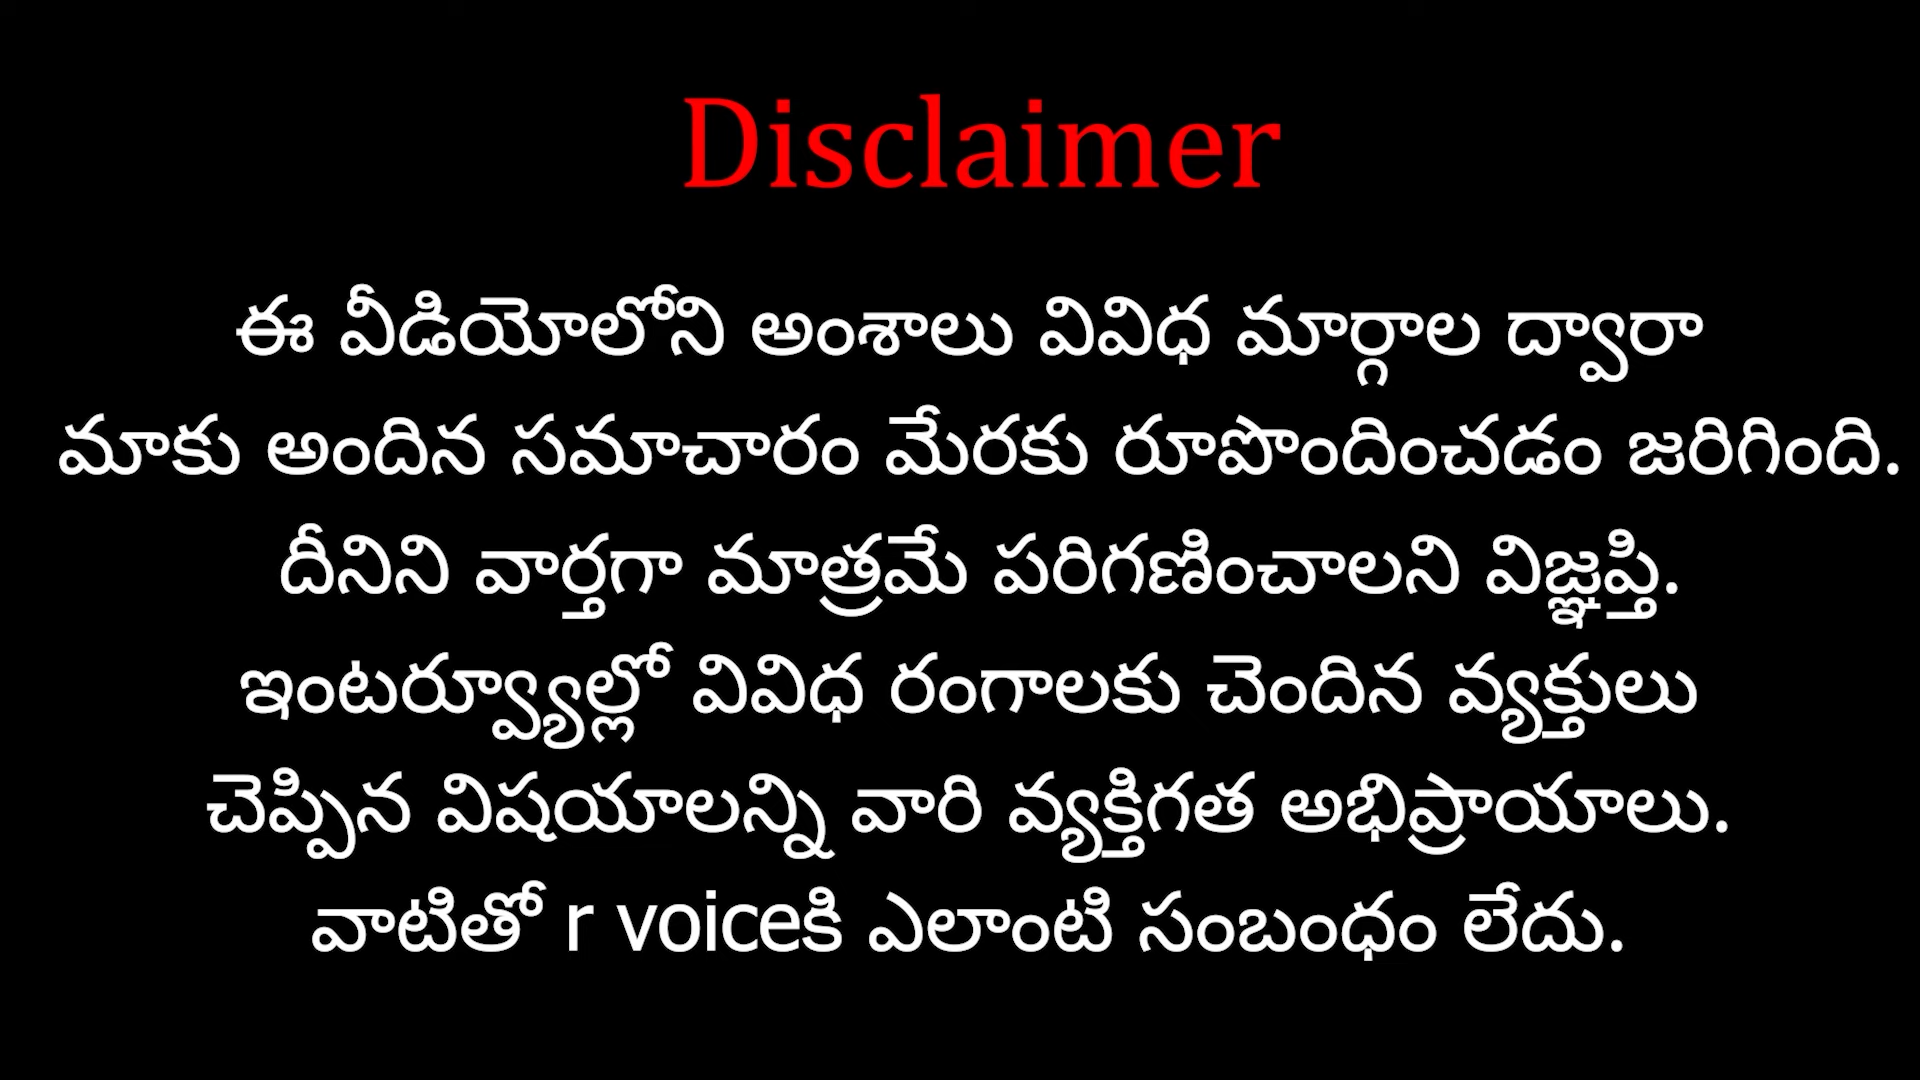 Disclaimer
ఈ వీడియోలోని అంశాలు వివిధ మార్గాల ద్వారా
మాకు అందిన సమాచారం మేరకు రూపొందించడం జరిగింది.
దీనిని వార్తగా మాత్రమే పరిగణించాలని విజ్ఞప్తి.
ఇంటర్వ్యూల్లో వివిధ రంగాలకు చెందిన వ్యక్తులు
చెప్పిన విషయాలన్ని వారి వ్యక్తిగత అభిప్రాయాలు.
వాటితో r voiceకి ఎలాంటి సంబంధం లేదు.